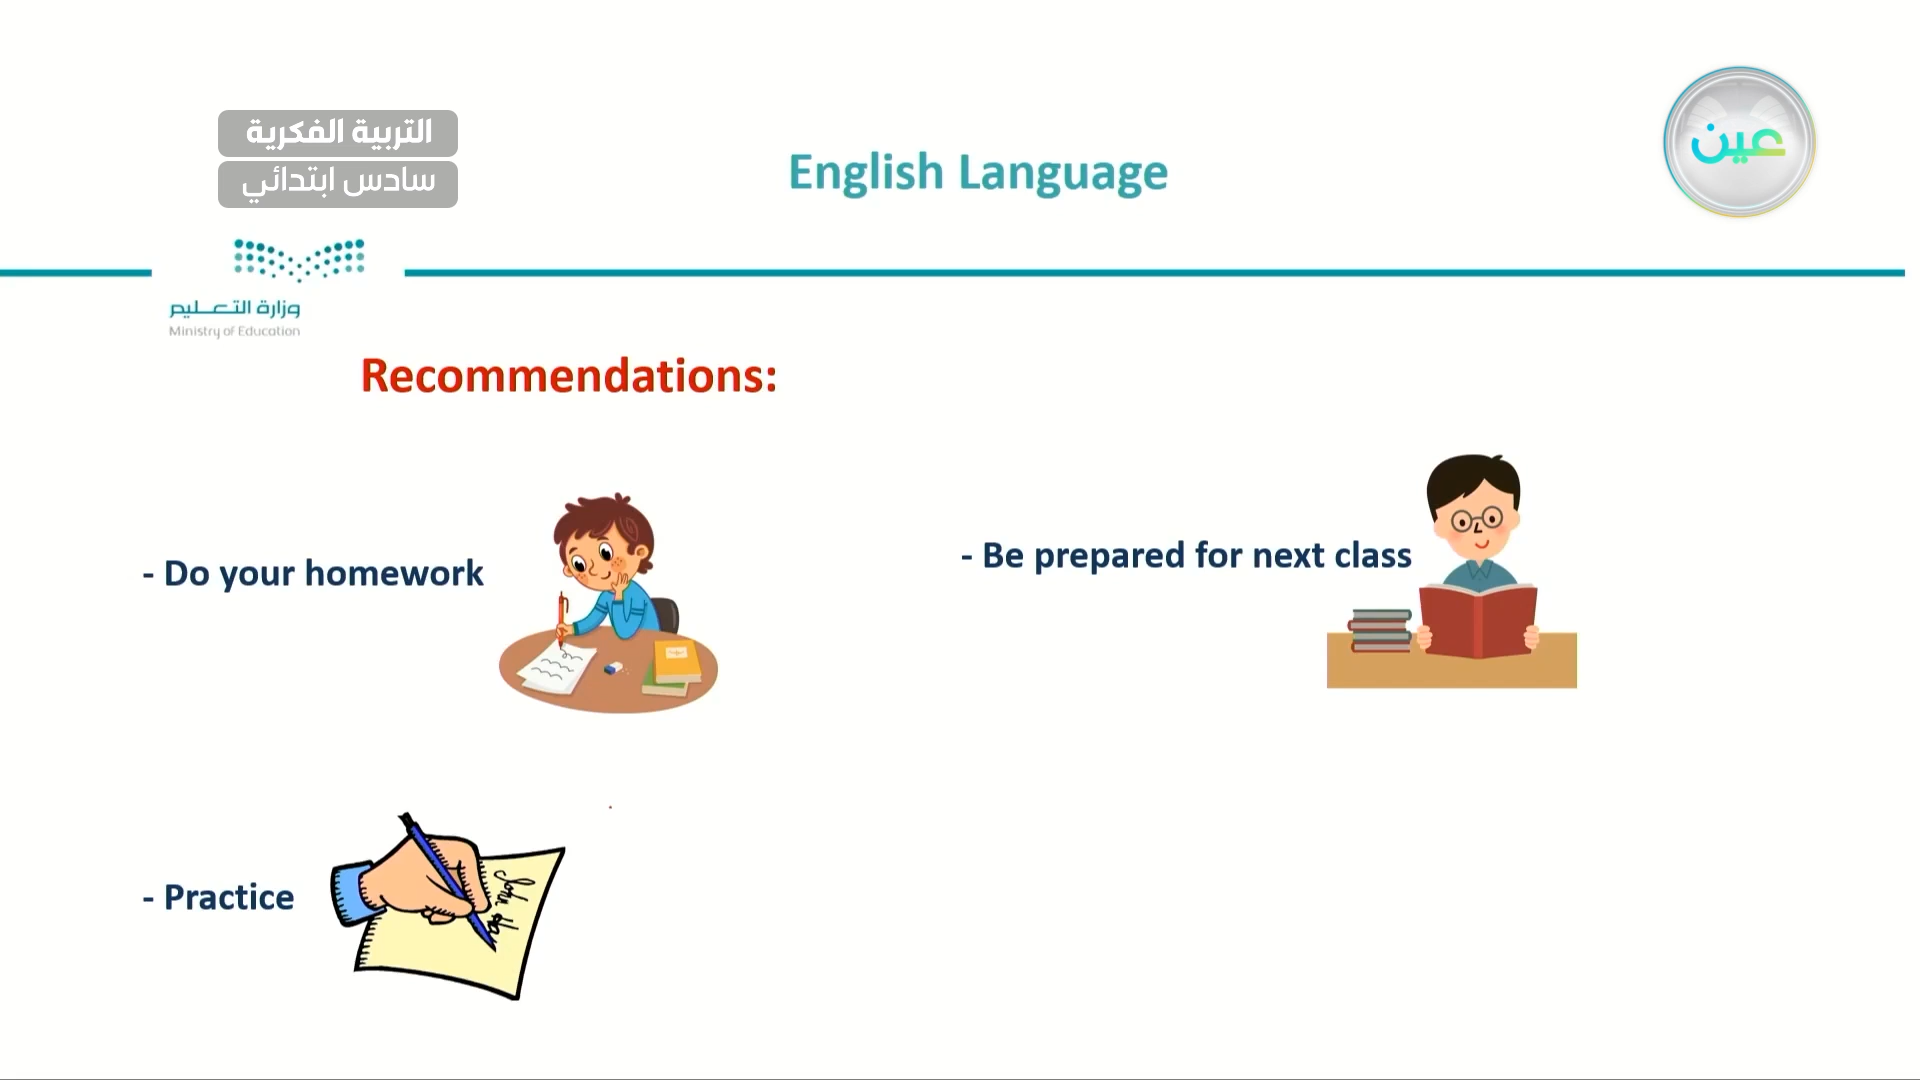 التربية الفكرية
سادس ابتدائي
English Language
عين
وزارة التعليم
Ministry of Education
Recommendations:
- Do your homework
- Be prepared for next class
- Practice